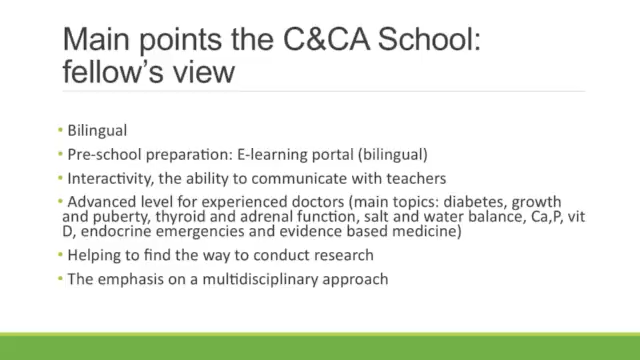 Main points the C&CA School:
fellow's view
• Bilingual
• Pre-school preparation: E-learning portal (bilingual)
• Interactivity, the ability to communicate with teachers
• Advanced level for experienced doctors (main topics: diabetes, growth
and puberty, thyroid and adrenal function, salt and water balance, Ca,P, vit
D, endocrine emergencies and evidence based medicine)
• Helping to find the way to conduct research
• The emphasis on a multidisciplinary approach